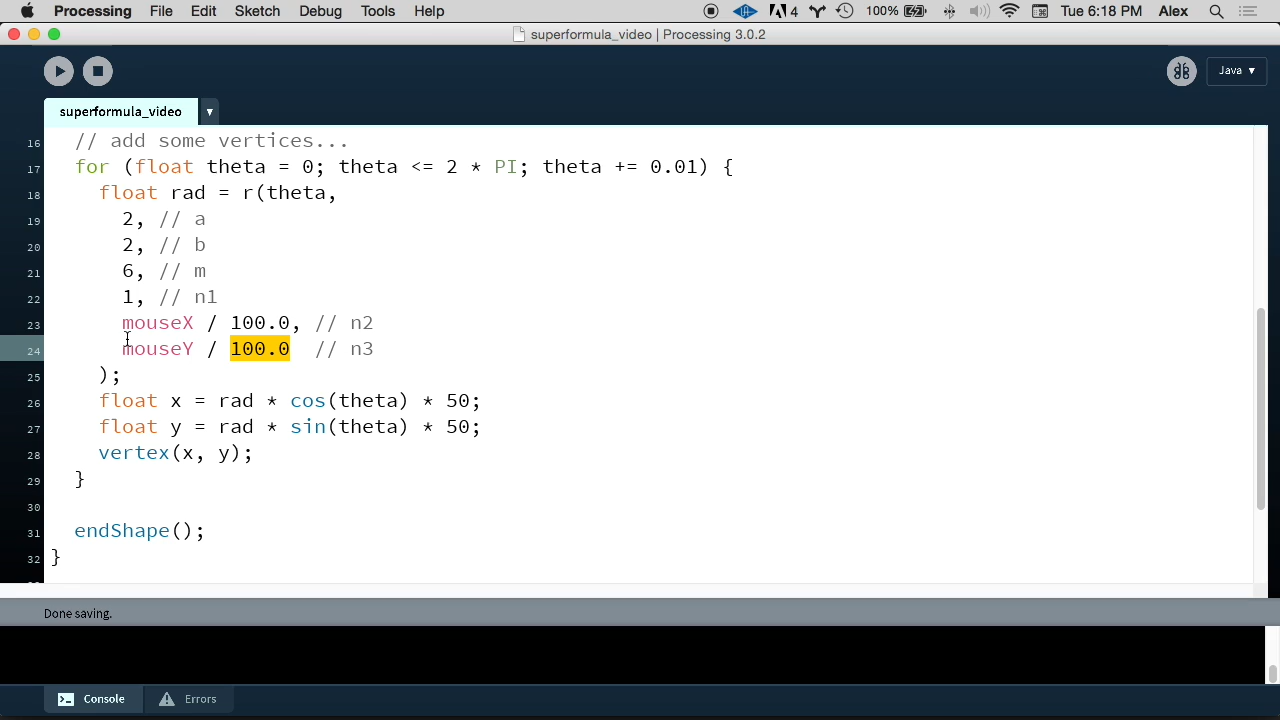 Processing File Edit Sketch Debug Tools Help 4 100% Tue 6:18 PM Alex
superformula_video | Processing 3.0.2
Java ▼
superformula_video ▼
16 // add some vertices...
17 for (float theta = 0; theta <= 2 * PI; theta += 0.01) {
18 float rad = r(theta,
19 2, // a
20 2, // b
21 6, // m
22 1, // n1
23 mouseX / 100.0, // n2
24 mouseY / 100.0 // n3
25 );
26 float x = rad * cos(theta) * 50;
27 float y = rad * sin(theta) * 50;
28 vertex(x, y);
29 }
30
31 endShape();
32 }
Done saving.
Console Errors